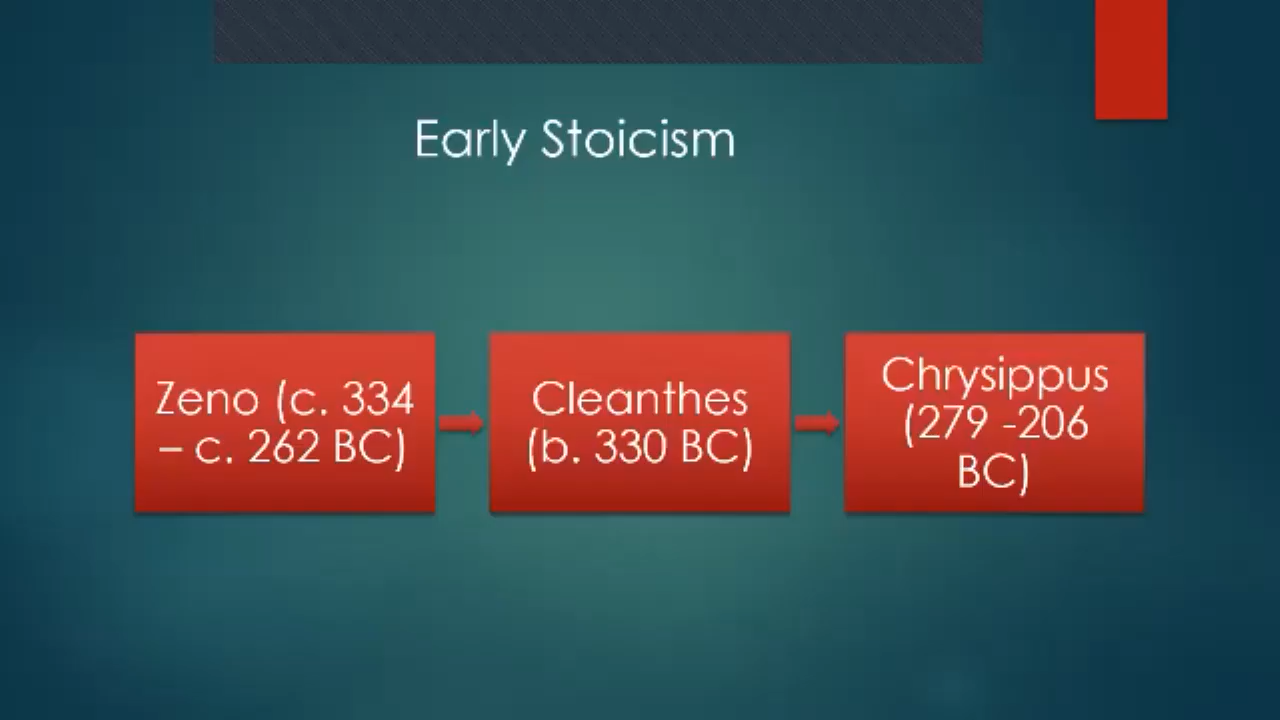 Early Stoicism
Zeno (c. 334
– c. 262 BC)
Cleanthes
(b. 330 BC)
Chrysippus
(279 -206
BC)